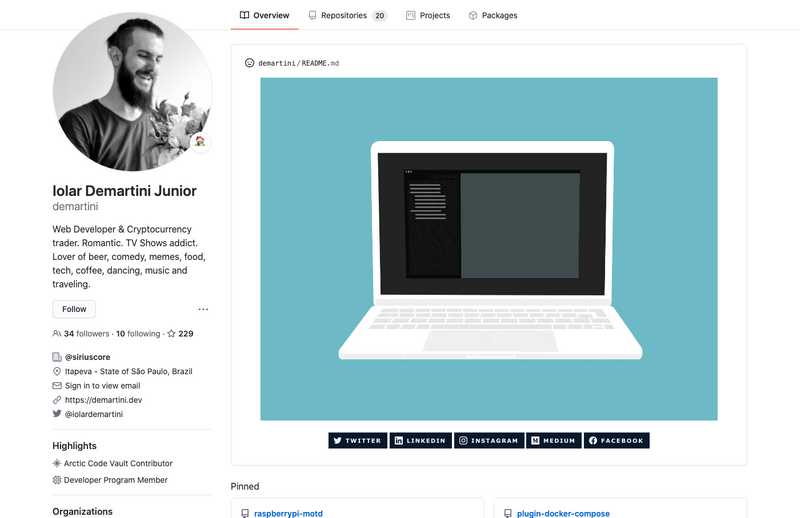 Overview
Repositories 20
Projects
Packages
Iolar Demartini Junior
demartini
Web Developer & Cryptocurrency
trader. Romantic. TV Shows addict.
Lover of beer, comedy, memes, food,
tech, coffee, dancing, music and
traveling.
Follow
34 followers · 10 following · 229
@siriuscore
Itapeva - State of São Paulo, Brazil
Sign in to view email
https://demartini.dev
@iolardemartini
Highlights
Arctic Code Vault Contributor
Developer Program Member
Organizations
demartini/README.md
TWITTER
LINKEDIN
INSTAGRAM
MEDIUM
FACEBOOK
Pinned
raspberrypi-motd
plugin-docker-compose